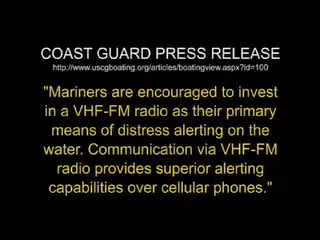 COAST GUARD PRESS RELEASE
http://www.uscgboating.org/articles/boatingview.aspx?id=100
"Mariners are encouraged to invest
in a VHF-FM radio as their primary
means of distress alerting on the
water. Communication via VHF-FM
radio provides superior alerting
capabilities over cellular phones."